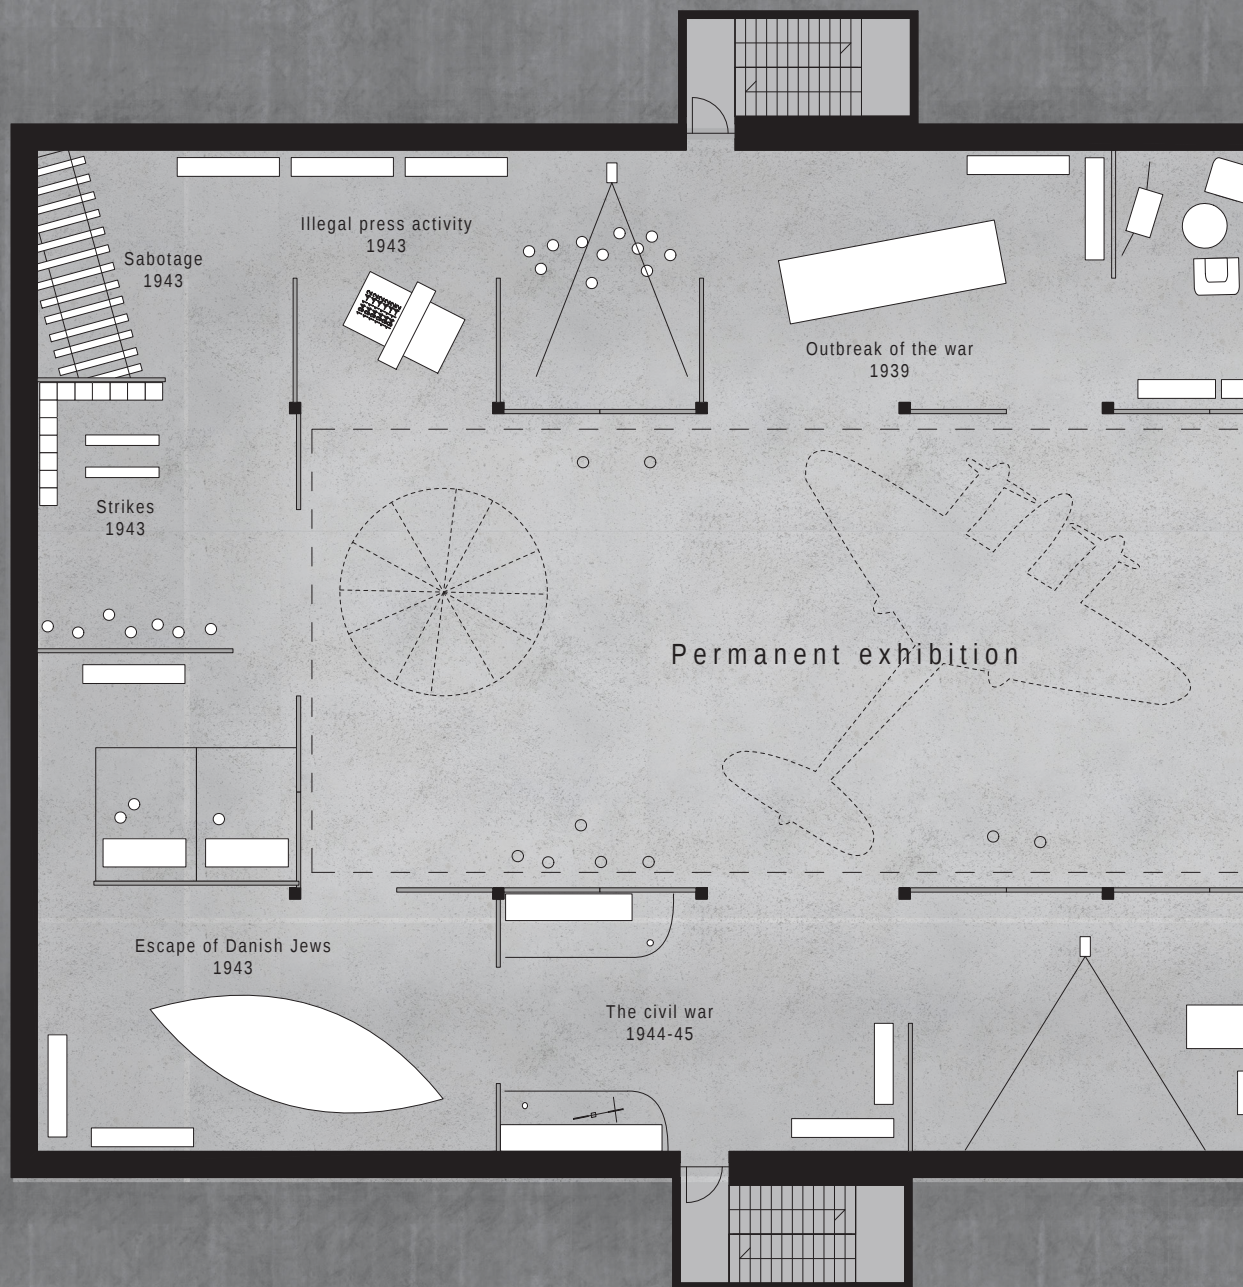 Illegal press activity
1943
Sabotage
1943
Outbreak of the war
1939
Strikes
1943
Permanent exhibition
Escape of Danish Jews
1943
The civil war
1944-45